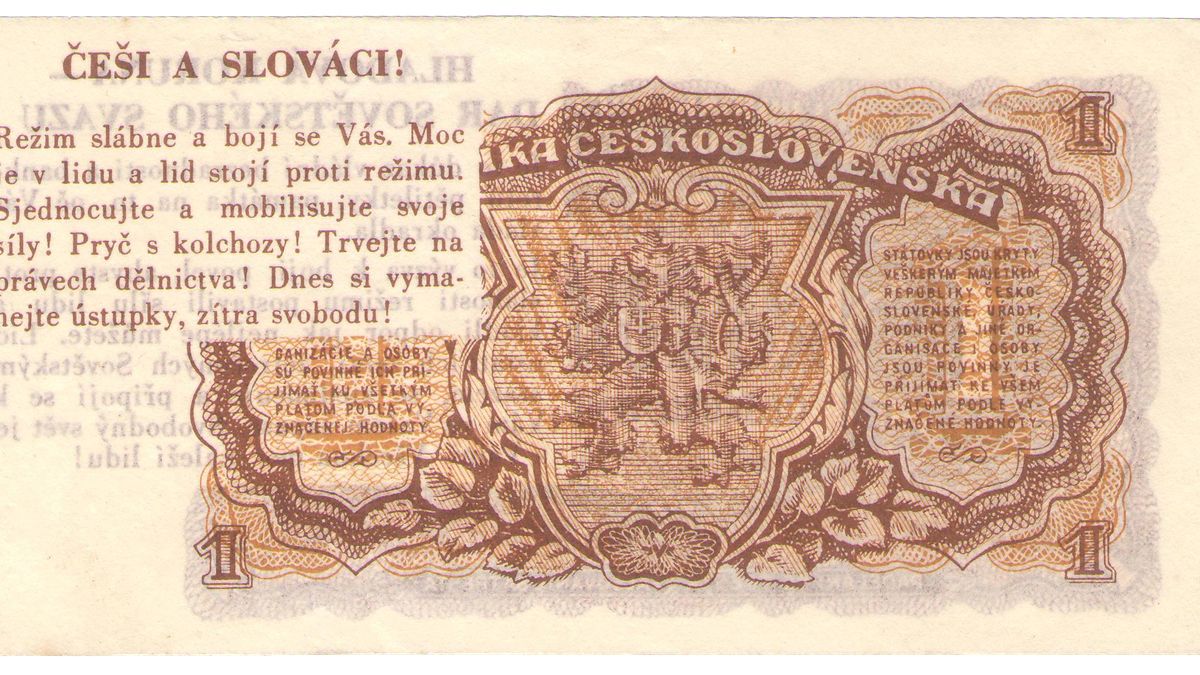 ČEŠI A SLOVÁCI!
Režim slábne a bojí se Vás. Moc
je v lidu a lid stojí proti režimu.
Sjednocujte a mobilisujte svoje
síly! Pryč s kolchozy! Trvejte na
právech dělnictva! Dnes si vyma-
hejte ústupky, zítra svobodu!
IKA ČESKOSLOVENSKÁ
1
STÁTOVKY JSOU KRYTY
VEŠKERÝM MAJETKEM
REPUBLIKY ČESKO-
SLOVENSKÉ. ÚŘADY,
PODNIKY A JINÉ OR-
GANISACE I OSOBY
JSOU POVINNY JE
PŘIJÍMAT KE VŠEM
PLATŮM PODLE VY-
ZNAČENÉ HODNOTY.
GANIZÁCIE A OSOBY
SÚ POVINNÉ ICH PRI-
JÍMAŤ KU VŠETKÝM
PLATOM PODĽA VY-
ZNAČENEJ HODNOTY.
1
1